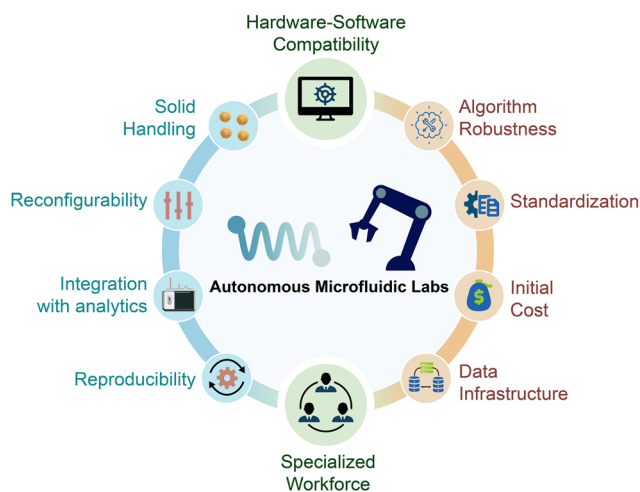 Hardware-Software
Compatibility
Solid
Handling
Algorithm
Robustness
Reconfigurability
Standardization
Autonomous Microfluidic Labs
Integration
with analytics
Initial
Cost
Reproducibility
Data
Infrastructure
Specialized
Workforce